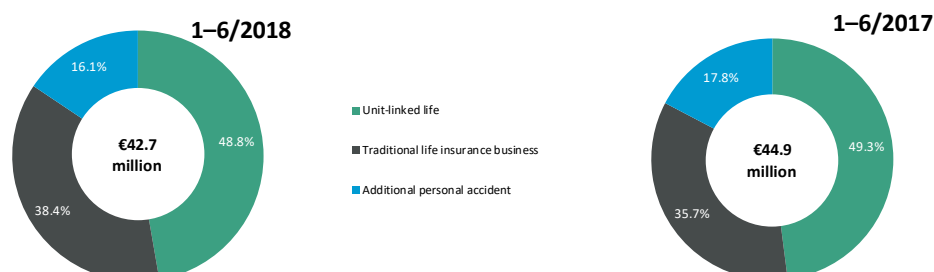 1–6/2018
16.1%
48.8%
38.4%
€42.7
million
Unit-linked life
Traditional life insurance business
Additional personal accident
1–6/2017
17.8%
49.3%
35.7%
€44.9
million